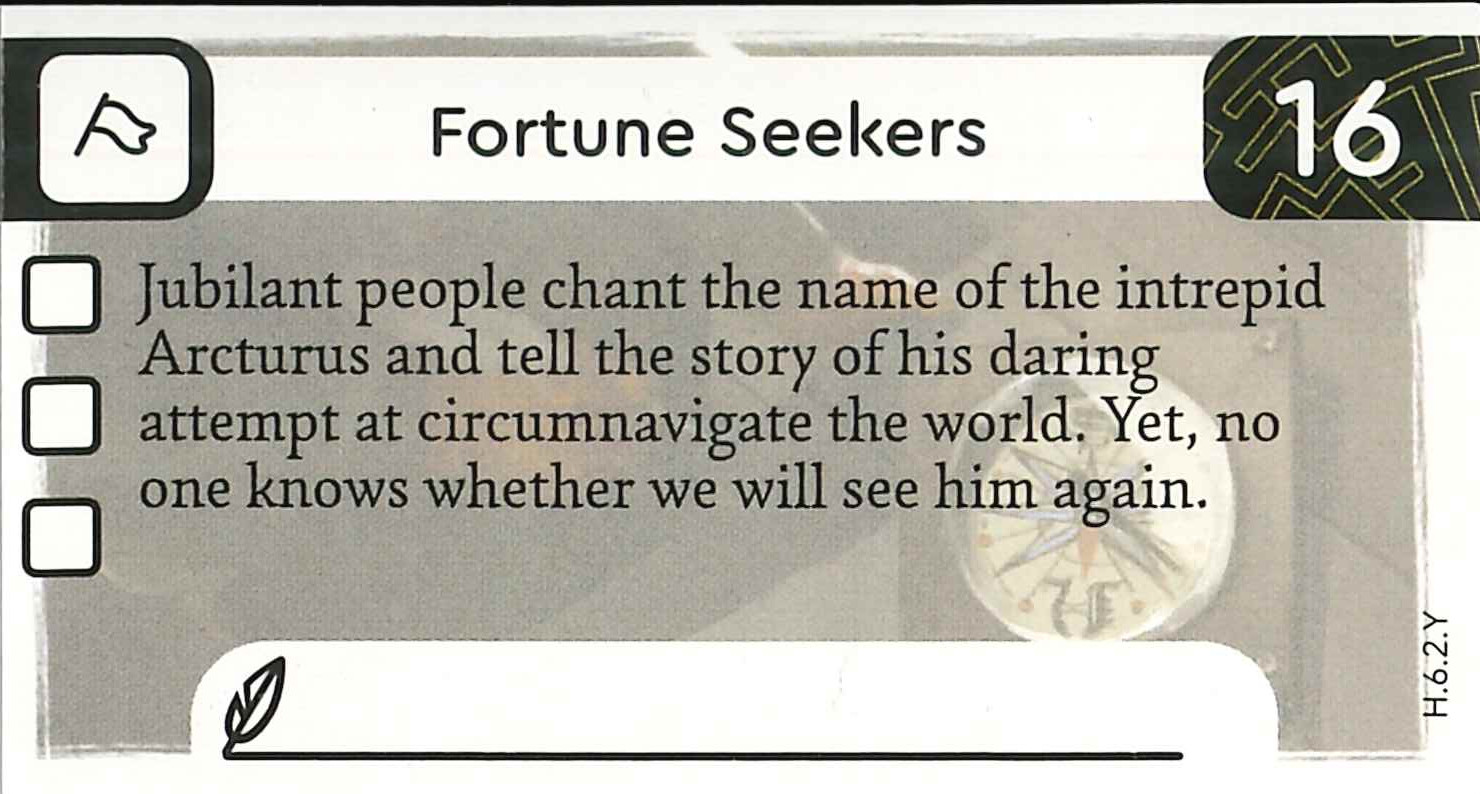 Fortune Seekers
16
Jubilant people chant the name of the intrepid
Arcturus and tell the story of his daring
attempt at circumnavigate the world. Yet, no
one knows whether we will see him again.
H.6.2.Y